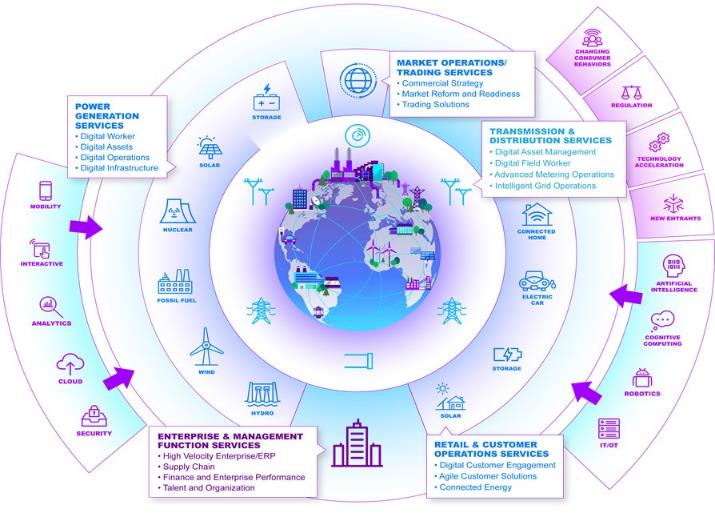 CHANGING
CONSUMER
BEHAVIORS
REGULATION
TECHNOLOGY
ACCELERATION
NEW ENTRANTS
MARKET OPERATIONS/
TRADING SERVICES
• Commercial Strategy
• Market Reform and Readiness
• Trading Solutions
POWER
GENERATION
SERVICES
• Digital Worker
• Digital Assets
• Digital Operations
• Digital Infrastructure
TRANSMISSION &
DISTRIBUTION SERVICES
• Digital Asset Management
• Digital Field Worker
• Advanced Metering Operations
• Intelligent Grid Operations
STORAGE
SOLAR
NUCLEAR
FOSSIL FUEL
WIND
HYDRO
MOBILITY
INTERACTIVE
ANALYTICS
CLOUD
SECURITY
CONNECTED
HOME
ELECTRIC
CAR
STORAGE
SOLAR
ARTIFICIAL
INTELLIGENCE
COGNITIVE
COMPUTING
ROBOTICS
IT/OT
ENTERPRISE & MANAGEMENT
FUNCTION SERVICES
• High Velocity Enterprise/ERP
• Supply Chain
• Finance and Enterprise Performance
• Talent and Organization
RETAIL & CUSTOMER
OPERATIONS SERVICES
• Digital Customer Engagement
• Agile Customer Solutions
• Connected Energy